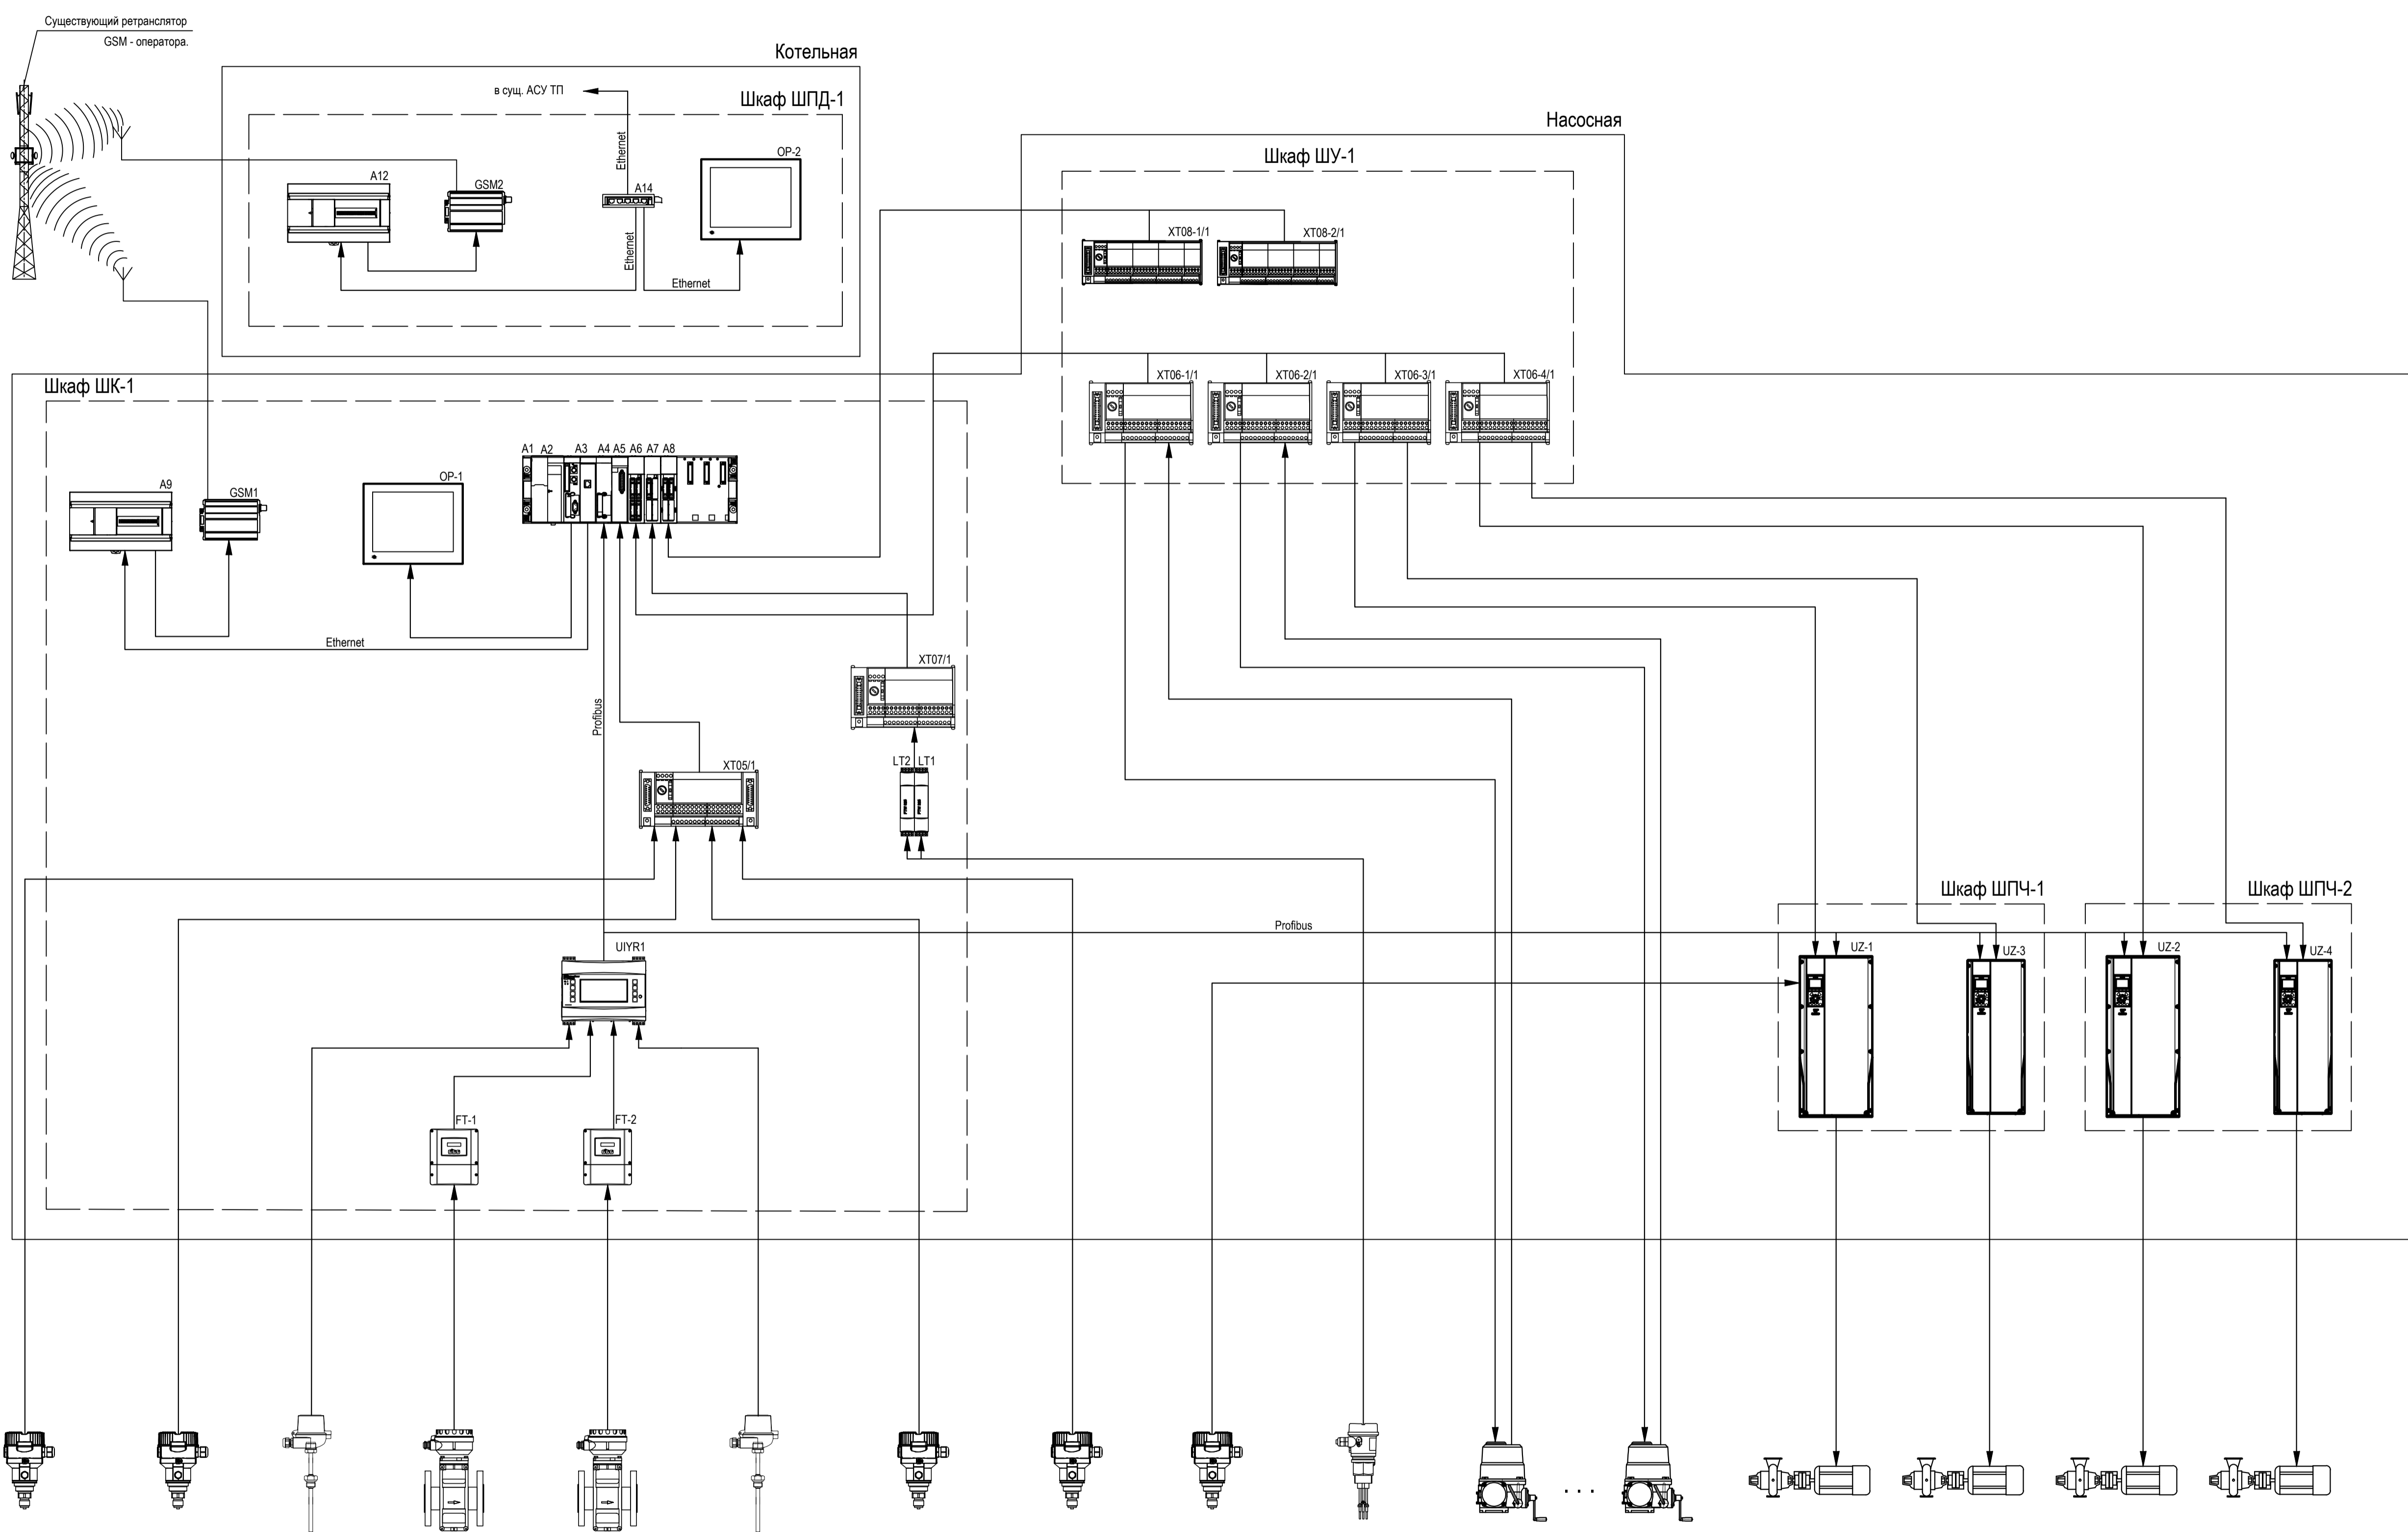 Существующий ретранслятор
GSM - оператора.
Котельная
в сущ. АСУ ТП
Шкаф ШПД-1
Ethernet
OP-2
A12
GSM2
A14
Ethernet
Ethernet
Насосная
Шкаф ШУ-1
XT08-1/1
XT08-2/1
XT06-1/1
XT06-2/1
XT06-3/1
XT06-4/1
Шкаф ШК-1
A1 A2 A3 A4 A5 A6 A7 A8
A9
GSM1
OP-1
Ethernet
XT07/1
Profibus
LT2 LT1
XT05/1
Шкаф ШПЧ-1
Шкаф ШПЧ-2
Profibus
UIYR1
UZ-1
UZ-3
UZ-2
UZ-4
FT-1
FT-2
. . .